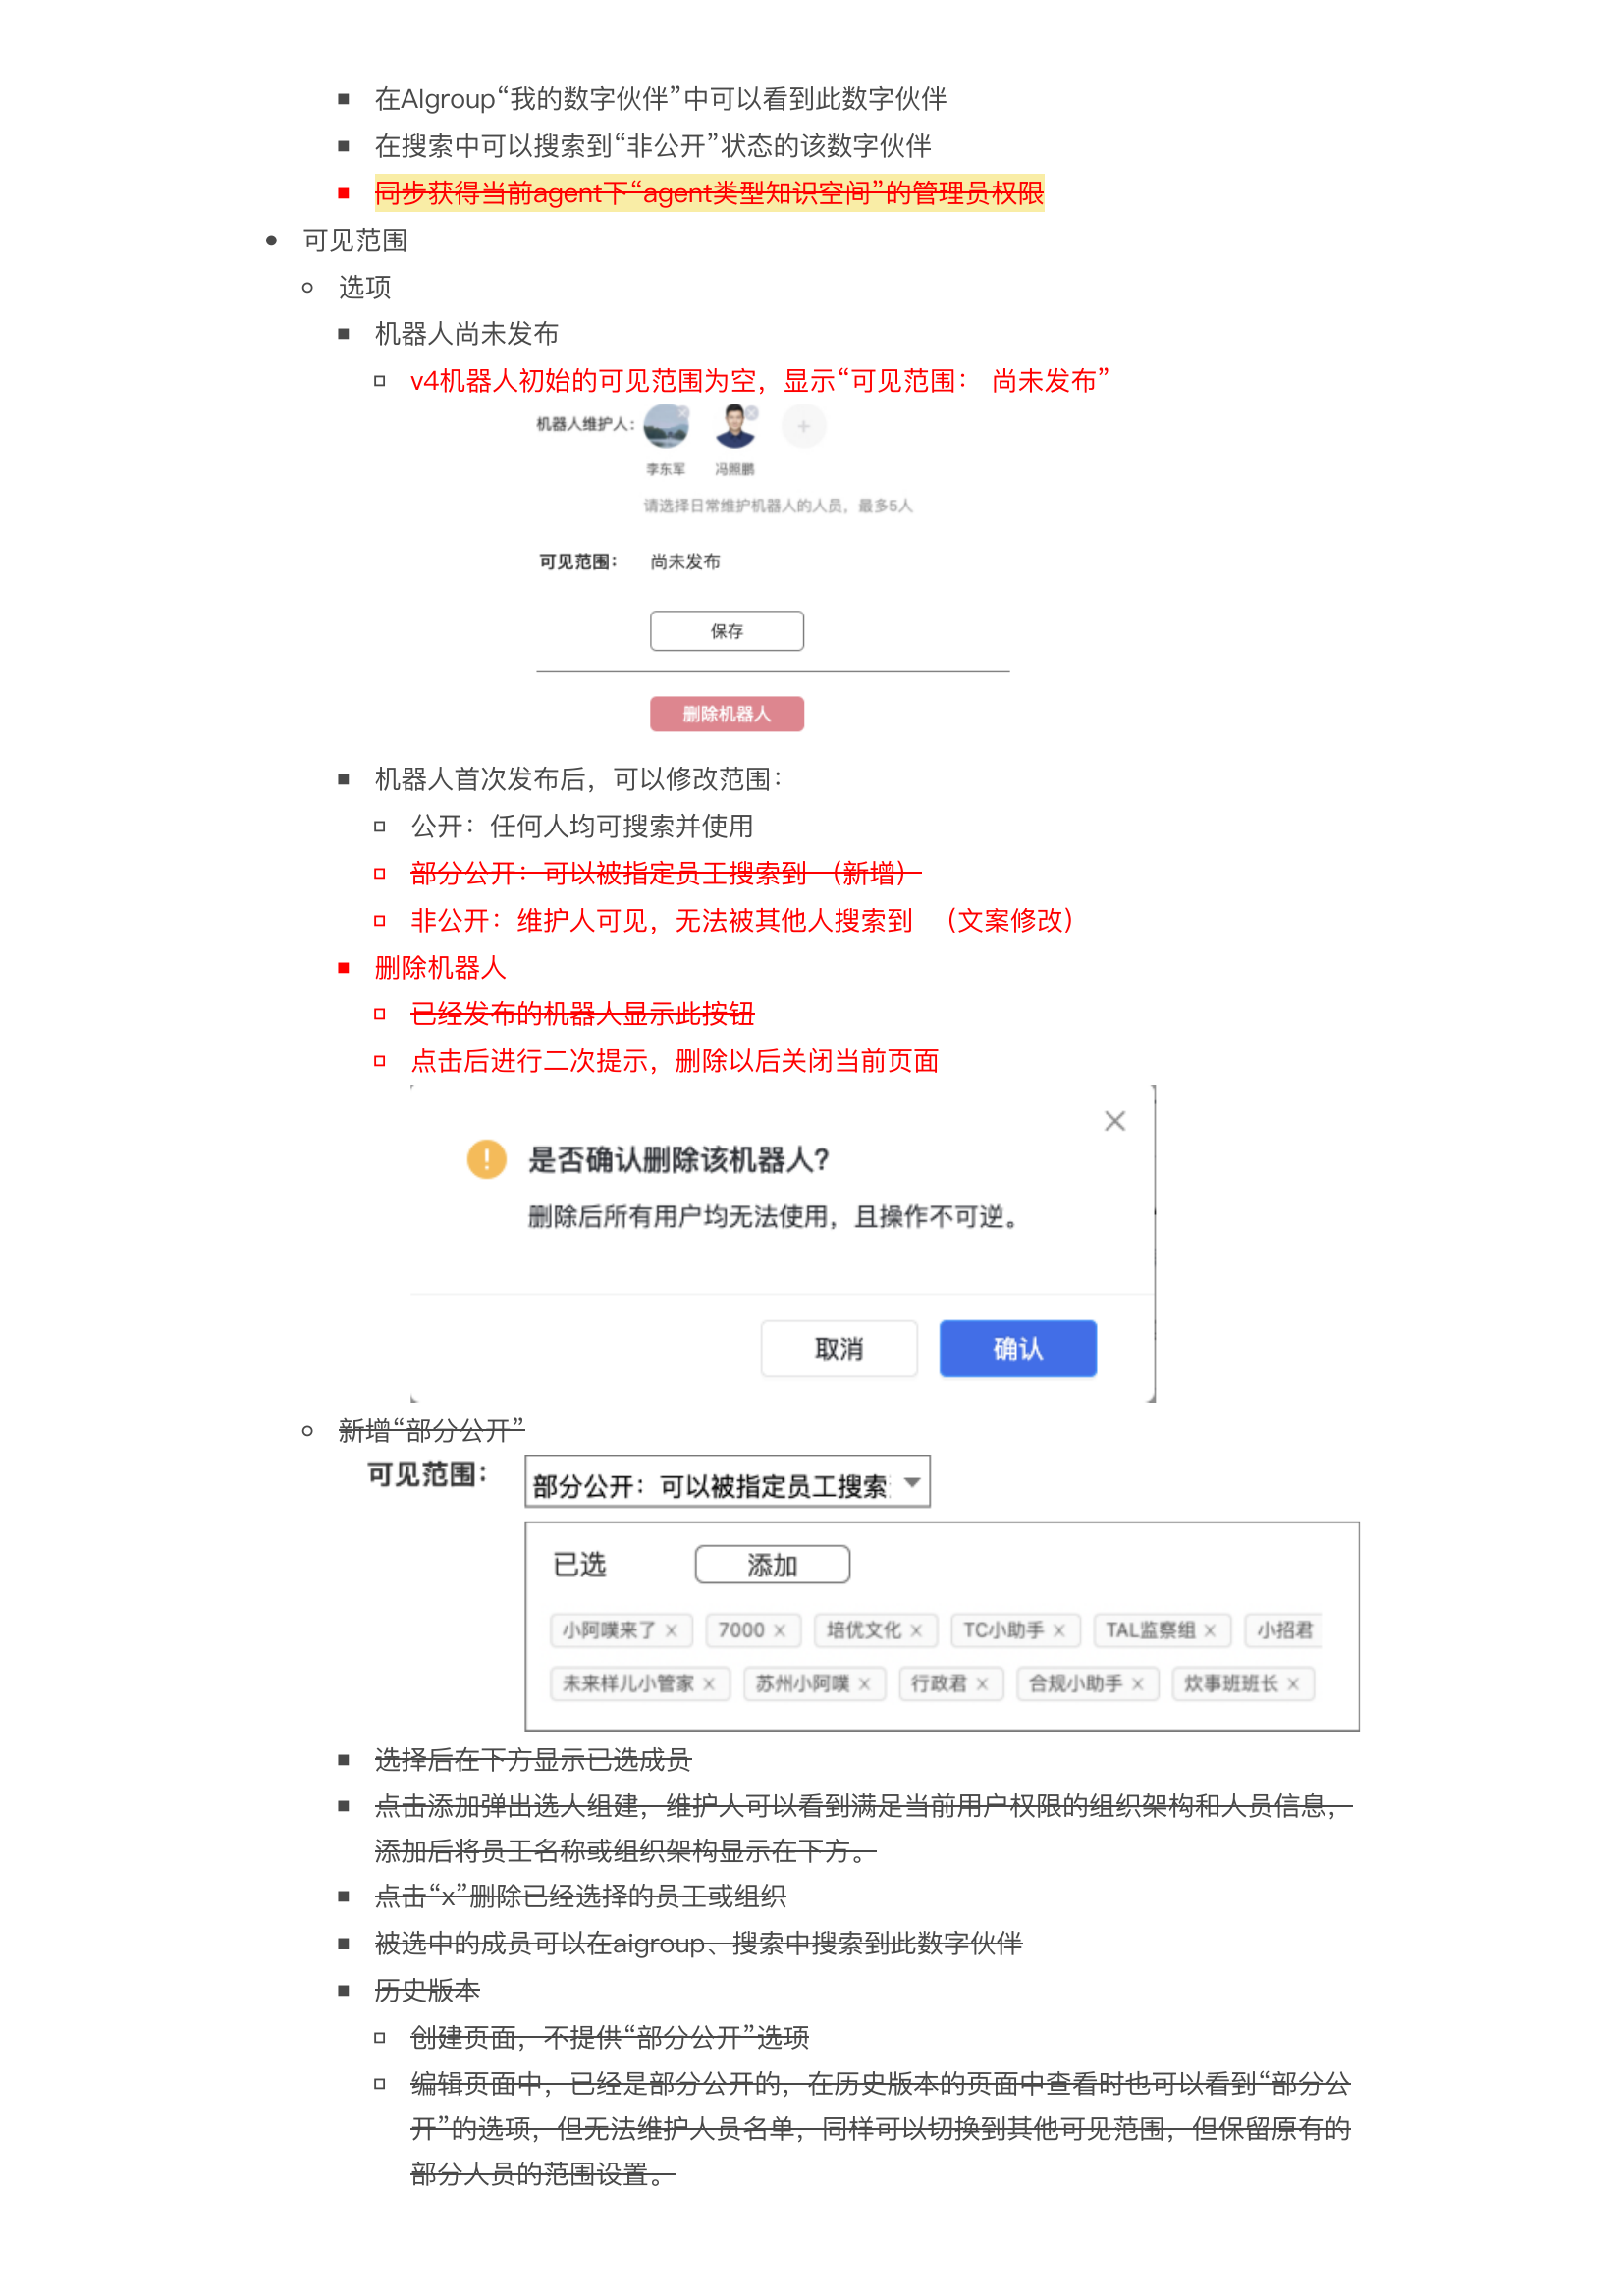 在AIgroup“我的数字伙伴”中可以看到此数字伙伴
在搜索中可以搜索到“非公开”状态的该数字伙伴
同步获得当前agent下“agent类型知识空间”的管理员权限
可见范围
选项
机器人尚未发布
v4机器人初始的可见范围为空，显示“可见范围： 尚未发布”
机器人维护人：
李东军 冯照鹏
请选择日常维护机器人的人员，最多5人
可见范围： 尚未发布
保存
删除机器人
机器人首次发布后，可以修改范围：
公开：任何人均可搜索并使用
部分公开：可以被指定员工搜索到 （新增）
非公开：维护人可见，无法被其他人搜索到 （文案修改）
删除机器人
已经发布的机器人显示此按钮
点击后进行二次提示，删除以后关闭当前页面
是否确认删除该机器人?
删除后所有用户均无法使用，且操作不可逆。
取消 确认
新增“部分公开”
可见范围： 部分公开：可以被指定员工搜索
已选 添加
小阿噗来了 × 7000 × 培优文化 × TC小助手 × TAL监察组 × 小招君
未来样儿小管家 × 苏州小阿噗 × 行政君 × 合规小助手 × 炊事班班长 ×
选择后在下方显示已选成员
点击添加弹出选人组建，维护人可以看到满足当前用户权限的组织架构和人员信息，
添加后将员工名称或组织架构显示在下方。
点击“x”删除已经选择的员工或组织
被选中的成员可以在aigroup、搜索中搜索到此数字伙伴
历史版本
创建页面，不提供“部分公开”选项
编辑页面中，已经是部分公开的，在历史版本的页面中查看时也可以看到“部分公
开”的选项，但无法维护人员名单，同样可以切换到其他可见范围，但保留原有的
部分人员的范围设置。